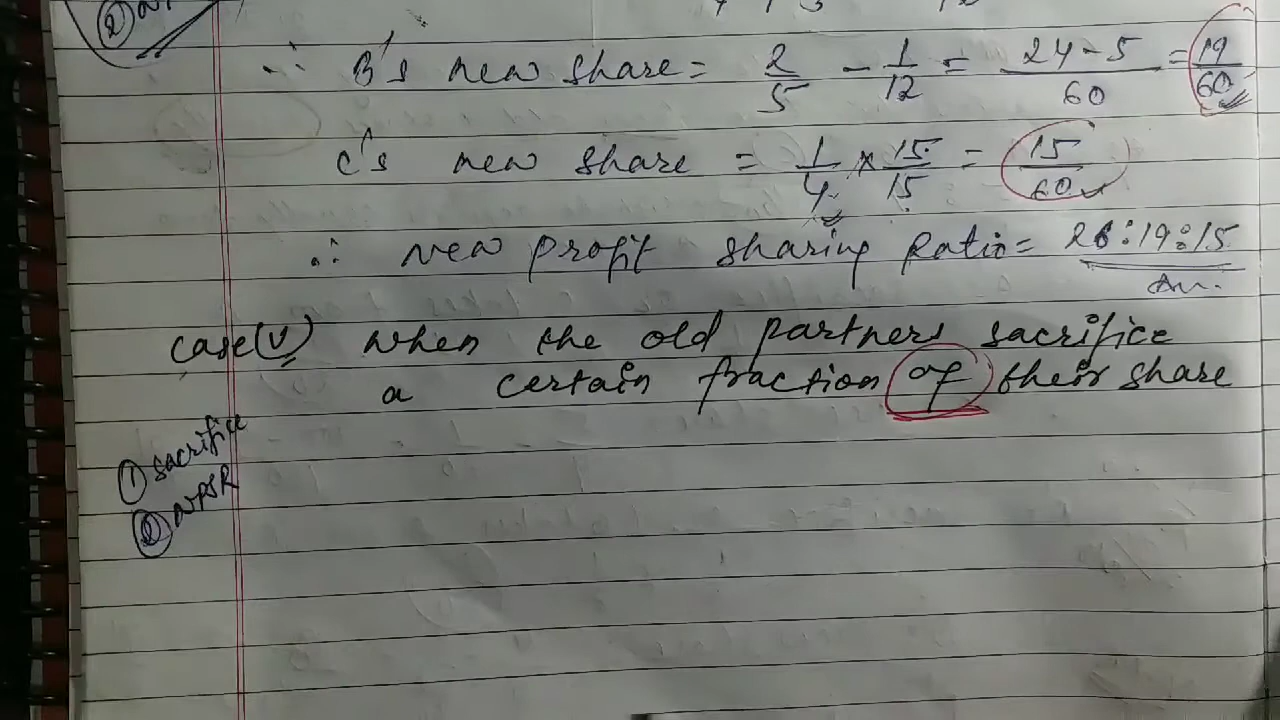 ∴ B's new share = 2/5 - 1/12 = 24-5/60 = 19/60
C's new share = 1/4 × 15/15 = 15/60
∴ New profit sharing Ratio = 26:19:15
An.
case(v) when the old partners sacrifice
a certain fraction of their share
① sacrifice
② NPSR